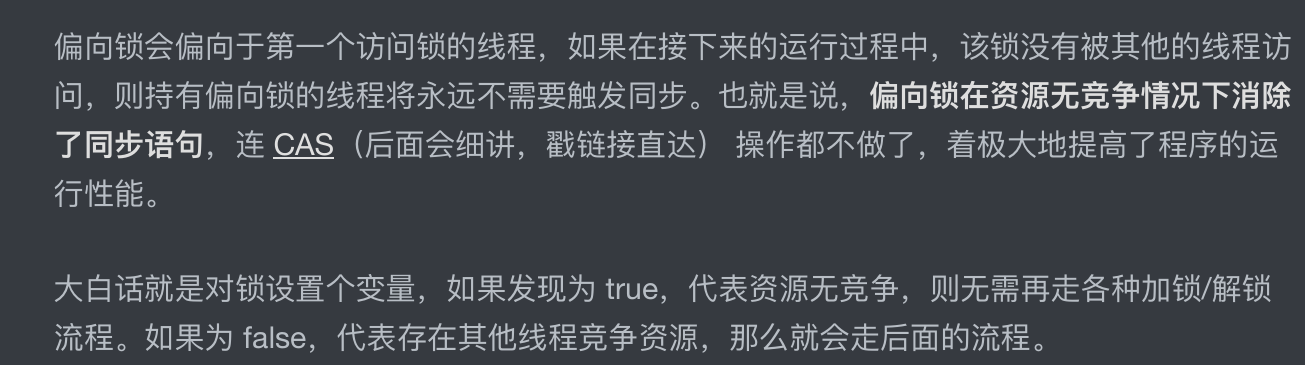 偏向锁会偏向于第一个访问锁的线程，如果在接下来的运行过程中，该锁没有被其他的线程访
问，则持有偏向锁的线程将永远不需要触发同步。也就是说，偏向锁在资源无竞争情况下消除
了同步语句，连 CAS（后面会细讲，戳链接直达） 操作都不做了，着极大地提高了程序的运
行性能。
大白话就是对锁设置个变量，如果发现为 true，代表资源无竞争，则无需再走各种加锁/解锁
流程。如果为 false，代表存在其他线程竞争资源，那么就会走后面的流程。